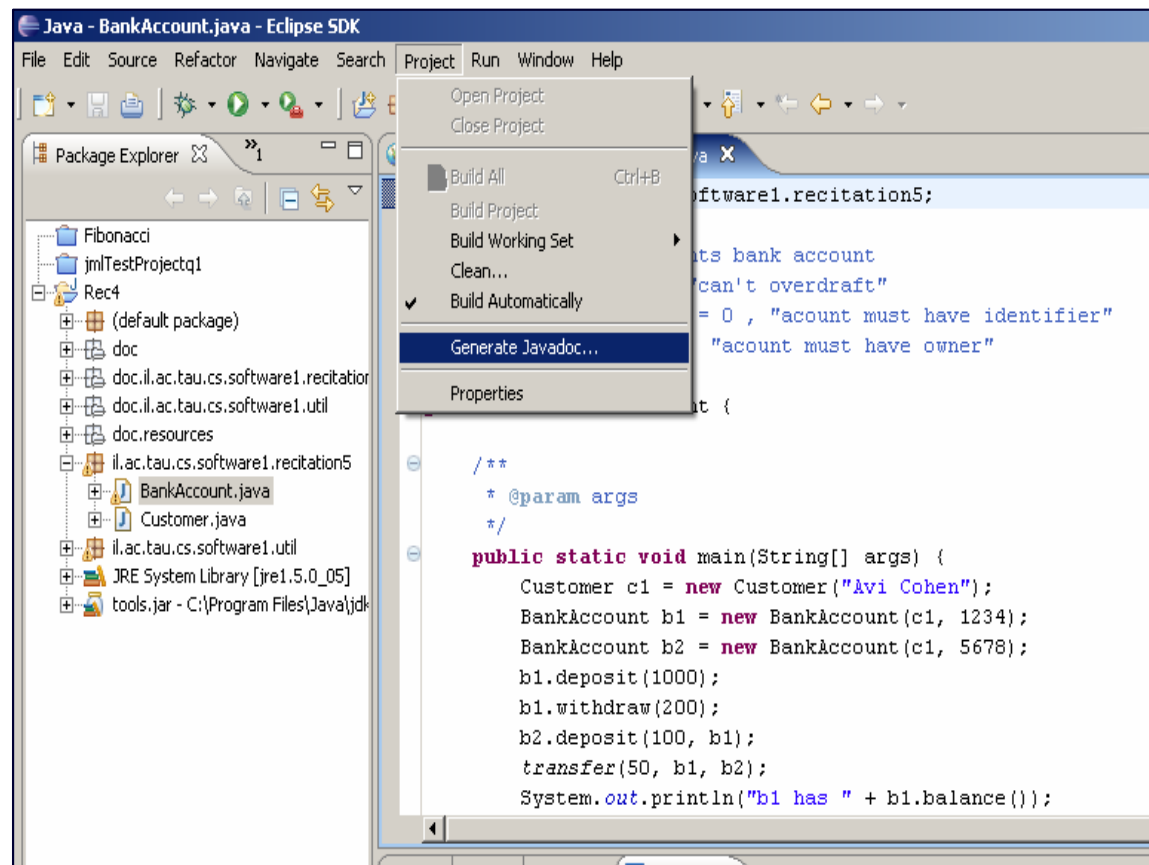 Java - BankAccount.java - Eclipse SDK
File Edit Source Refactor Navigate Search Project Run Window Help
Package Explorer
»1
Fibonacci
jmlTestProjectq1
Rec4
(default package)
doc
doc.il.ac.tau.cs.software1.recitation
doc.il.ac.tau.cs.software1.util
doc.resources
il.ac.tau.cs.software1.recitation5
BankAccount.java
Customer.java
il.ac.tau.cs.software1.util
JRE System Library [jre1.5.0_05]
tools.jar - C:\Program Files\Java\jdk
Open Project
Close Project
Build All Ctrl+B
Build Project
Build Working Set
Clean...
Build Automatically
Generate Javadoc...
Properties
va
oftware1.recitation5;
nts bank account
"can't overdraft"
= 0 , "acount must have identifier"
"acount must have owner"
nt {
/**
* @param args
*/
public static void main(String[] args) {
Customer c1 = new Customer("Avi Cohen");
BankAccount b1 = new BankAccount(c1, 1234);
BankAccount b2 = new BankAccount(c1, 5678);
b1.deposit(1000);
b1.withdraw(200);
b2.deposit(100, b1);
transfer(50, b1, b2);
System.out.println("b1 has " + b1.balance());